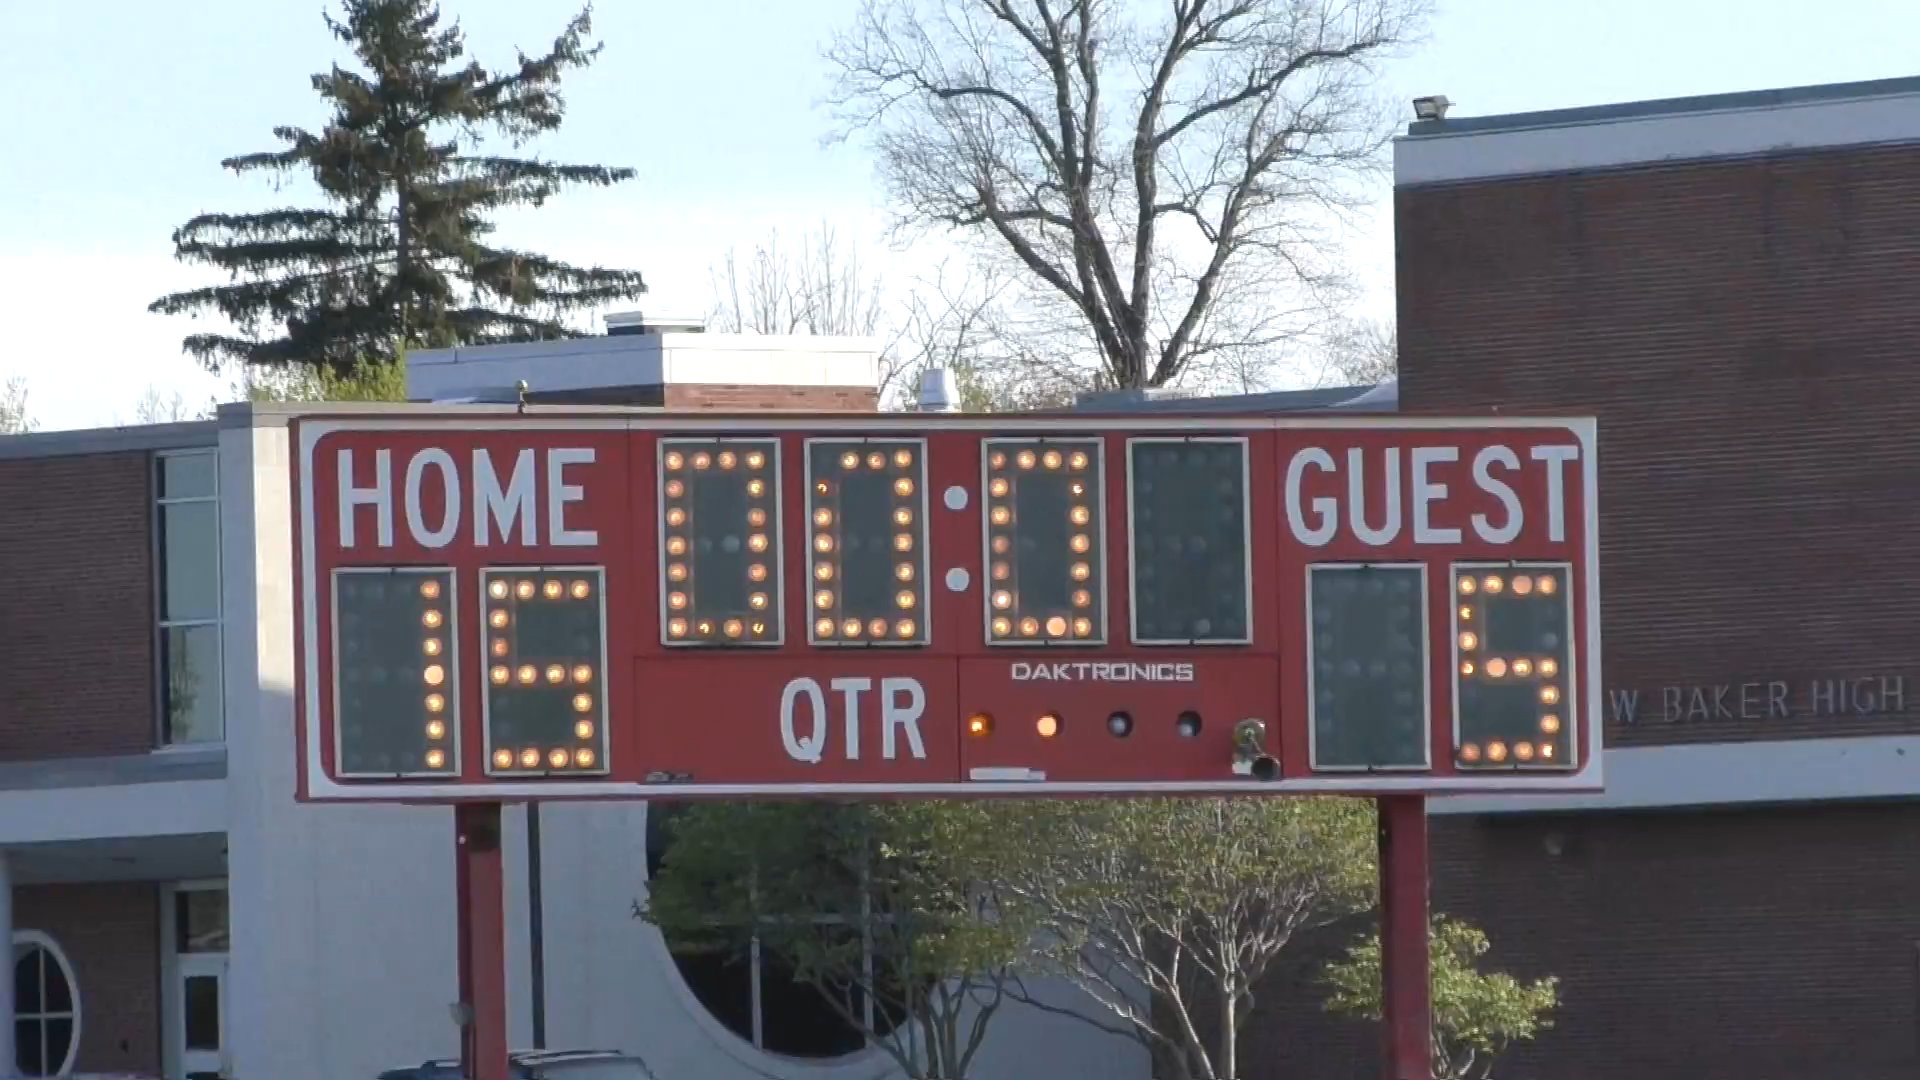 HOME 00:0 GUEST
15 5
DAKTRONICS
QTR
W BAKER HIGH